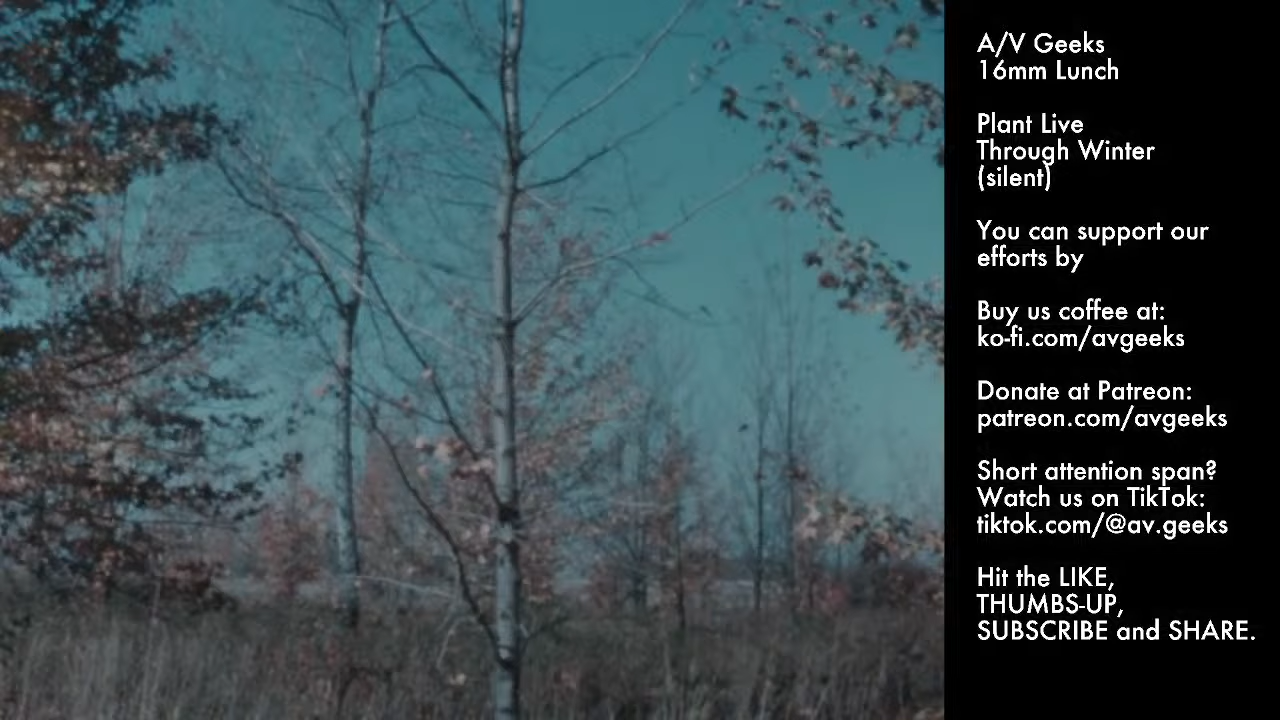 A/V Geeks
16mm Lunch
Plant Live
Through Winter
(silent)
You can support our
efforts by
Buy us coffee at:
ko-fi.com/avgeeks
Donate at Patreon:
patreon.com/avgeeks
Short attention span?
Watch us on TikTok:
tiktok.com/@av.geeks
Hit the LIKE,
THUMBS-UP,
SUBSCRIBE and SHARE.